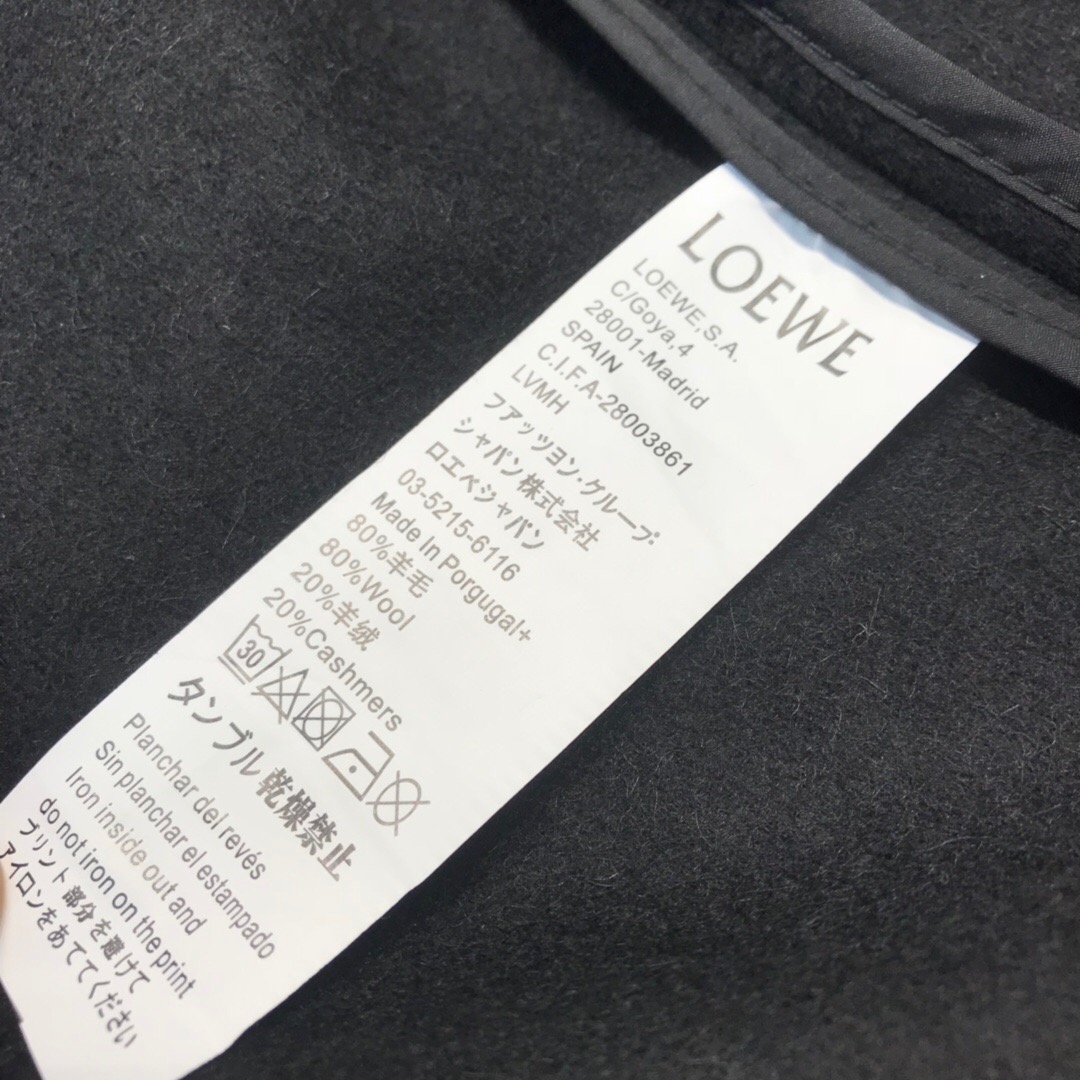 LOEWE
LOEWE,S.A.
C/Goya,4
28001-Madrid
SPAIN
C.I.F.A-28003861
LVMH
フアッツヨン.グループ
シャパン株式会社
ロエベジャパン
03-5215-6116
Made in Porgugal+
80%羊毛
80%Wool
20%羊绒
20%Cashmers
30
タンブル乾燥禁止
Planchar del revés
Sin planchar el estampado
Iron inside out and
do not iron on the print
プリント部分を避けて
アイロンをあててください